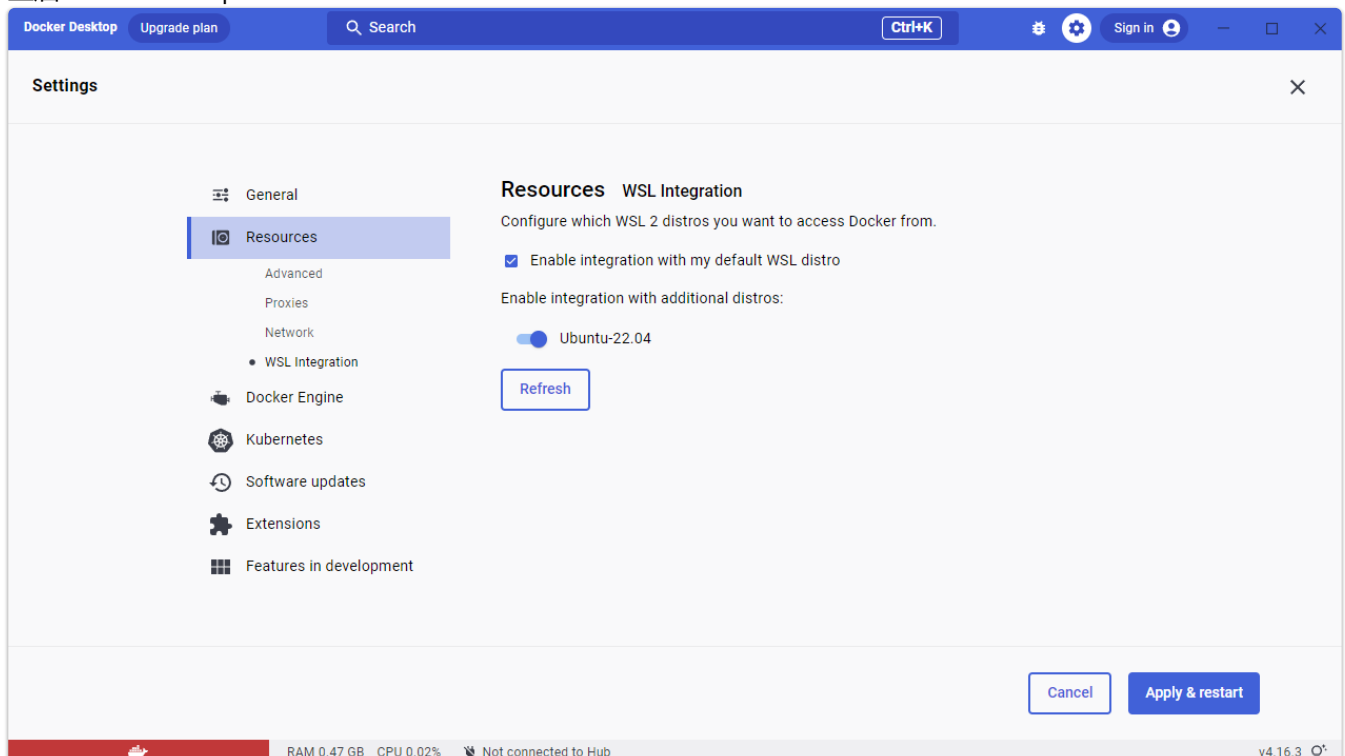 Docker Desktop Upgrade plan Search Ctrl+K Sign in
Settings
General
Resources
Advanced
Proxies
Network
WSL Integration
Docker Engine
Kubernetes
Software updates
Extensions
Features in development
Resources WSL Integration
Configure which WSL 2 distros you want to access Docker from.
Enable integration with my default WSL distro
Enable integration with additional distros:
Ubuntu-22.04
Refresh
Cancel Apply & restart
RAM 0.47 GB CPU 0.02% Not connected to Hub v4.16.3